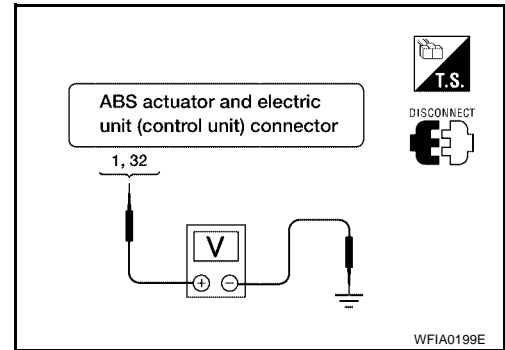 T.S.
DISCONNECT
ABS actuator and electric
unit (control unit) connector
1, 32
V
+ −
WFIA0199E